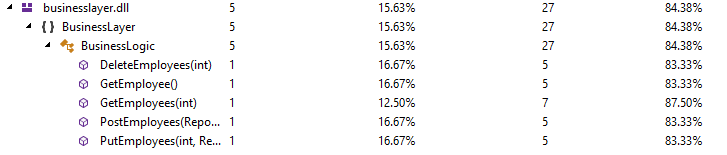 businesslayer.dll 5 15.63% 27 84.38%
{ } BusinessLayer 5 15.63% 27 84.38%
BusinessLogic 5 15.63% 27 84.38%
DeleteEmployees(int) 1 16.67% 5 83.33%
GetEmployee() 1 16.67% 5 83.33%
GetEmployees(int) 1 12.50% 7 87.50%
PostEmployees(Repo... 1 16.67% 5 83.33%
PutEmployees(int, Re... 1 16.67% 5 83.33%